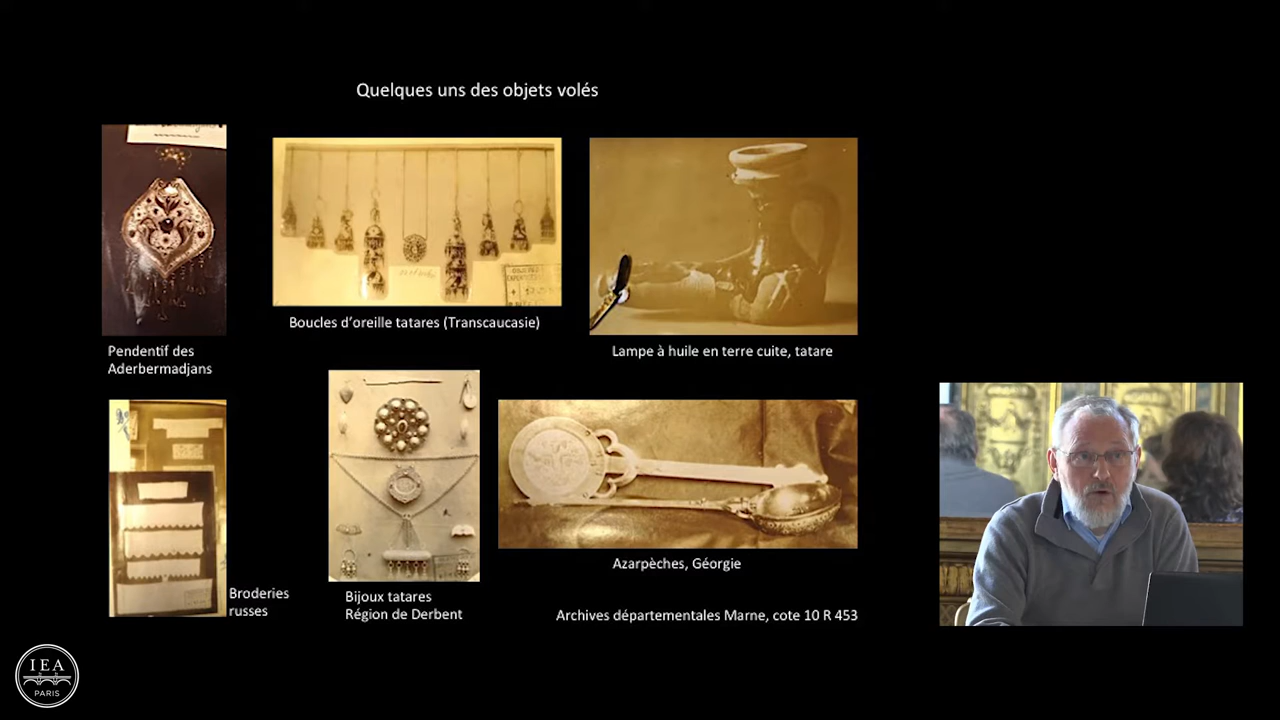 Quelques uns des objets volés
Boucles d'oreille tatares (Transcaucasie)
Lampe à huile en terre cuite, tatare
Pendentif des
Aderbermadjans
Azarpèches, Géorgie
Broderies
russes
Bijoux tatares
Région de Derbent
Archives départementales Marne, cote 10 R 453
IEA
PARIS